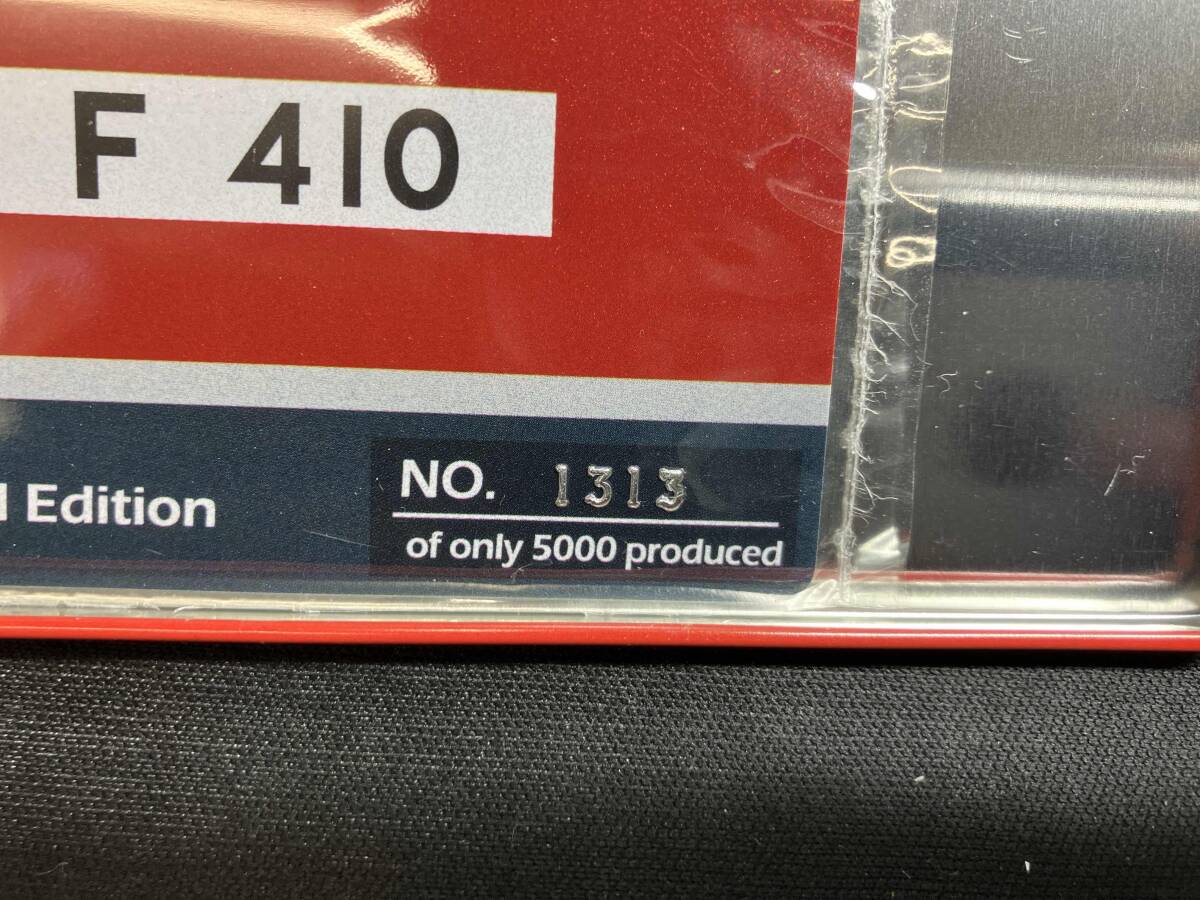 F 410
Edition
NO. 1313
of only 5000 produced